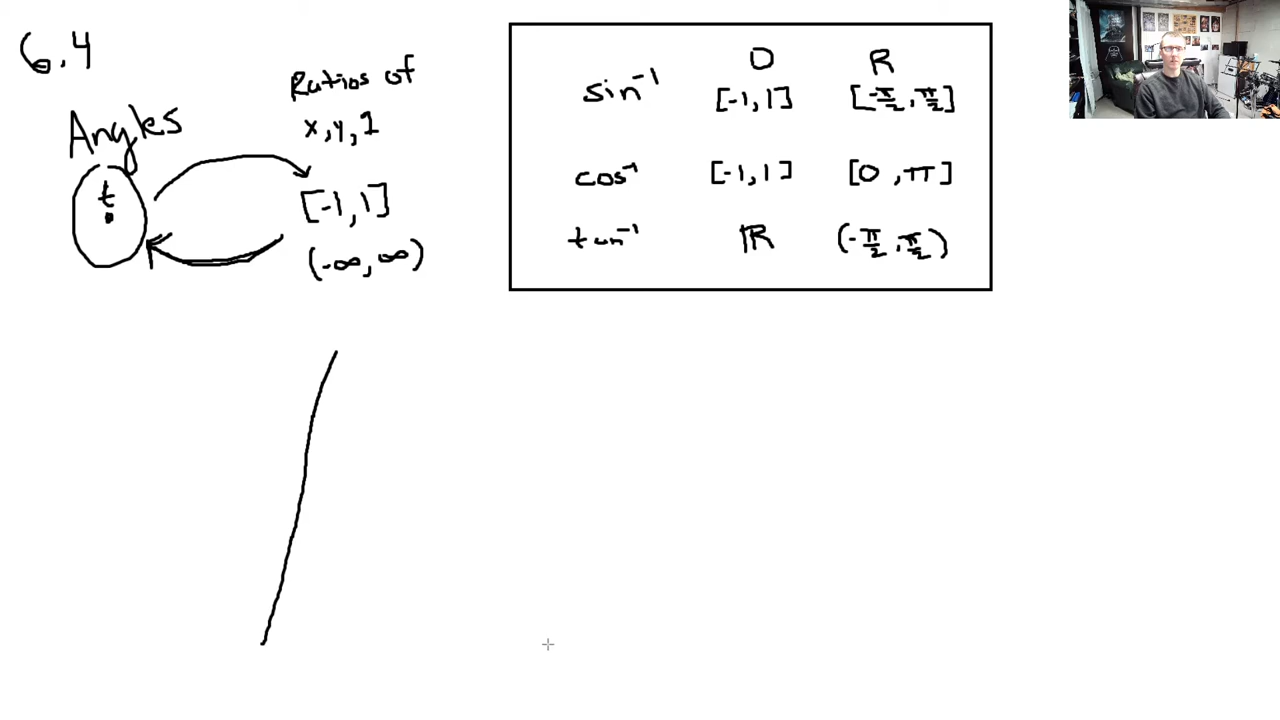 6.4
Angles
t
Ratios of
x, y, 1
[-1, 1]
(-∞, ∞)
D R
sin⁻¹ [-1, 1] [-π/2, π/2]
cos⁻¹ [-1, 1] [0, π]
tan⁻¹ ℝ (-π/2, π/2)